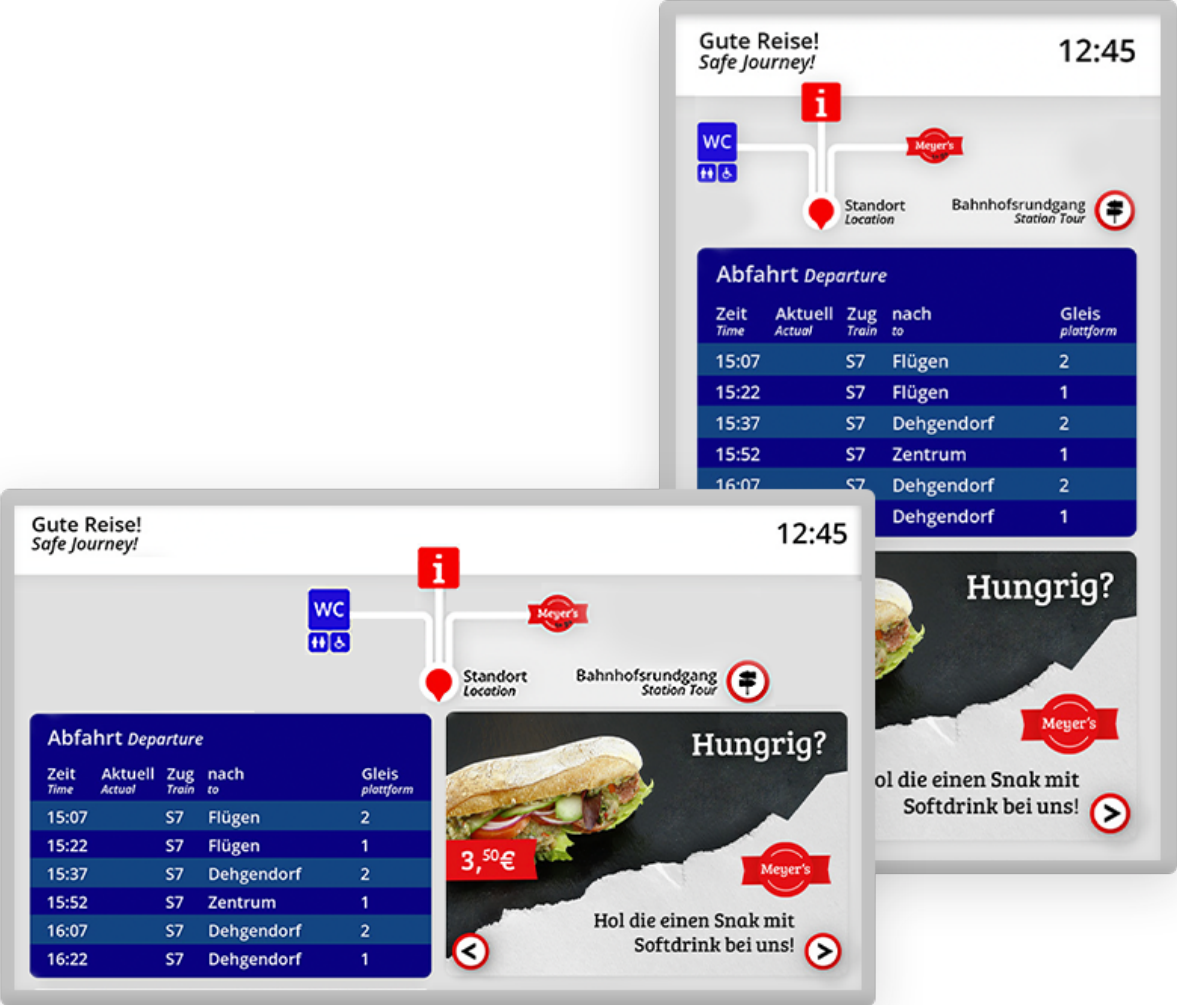 Gute Reise!
Safe Journey!
12:45
i
WC
Meyer's
Standort
Location
Bahnhofsrundgang
Station Tour
Abfahrt Departure
Zeit Aktuell Zug nach Gleis
Time Actual Train to plattform
15:07 S7 Flügen 2
15:22 S7 Flügen 1
15:37 S7 Dehgendorf 2
15:52 S7 Zentrum 1
16:07 S7 Dehgendorf 2
Dehgendorf 1
Hungrig?
Meyer's
ol die einen Snak mit
Softdrink bei uns!
>
Gute Reise!
Safe Journey!
12:45
i
WC
Meyer's
Standort
Location
Bahnhofsrundgang
Station Tour
Abfahrt Departure
Zeit Aktuell Zug nach Gleis
Time Actual Train to plattform
15:07 S7 Flügen 2
15:22 S7 Flügen 1
15:37 S7 Dehgendorf 2
15:52 S7 Zentrum 1
16:07 S7 Dehgendorf 2
16:22 S7 Dehgendorf 1
Hungrig?
3,50€
Meyer's
Hol die einen Snak mit
Softdrink bei uns!
< >